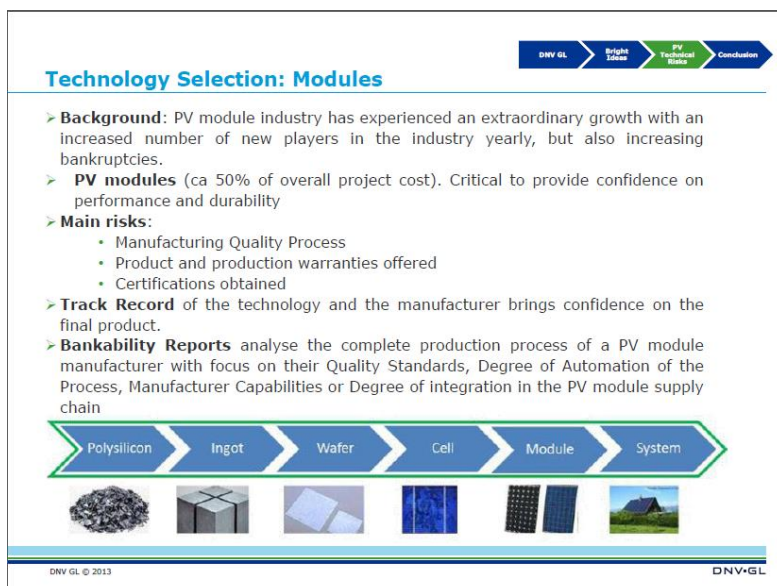 DNV GL
Bright
Ideas
PV
Technical
Risks
Conclusion
Technology Selection: Modules
➢ Background: PV module industry has experienced an extraordinary growth with an
increased number of new players in the industry yearly, but also increasing
bankruptcies.
➢ PV modules (ca 50% of overall project cost). Critical to provide confidence on
performance and durability
➢ Main risks:
• Manufacturing Quality Process
• Product and production warranties offered
• Certifications obtained
➢ Track Record of the technology and the manufacturer brings confidence on the
final product.
➢ Bankability Reports analyse the complete production process of a PV module
manufacturer with focus on their Quality Standards, Degree of Automation of the
Process, Manufacturer Capabilities or Degree of integration in the PV module supply
chain
Polysilicon
Ingot
Wafer
Cell
Module
System
DNV GL © 2013
DNV·GL